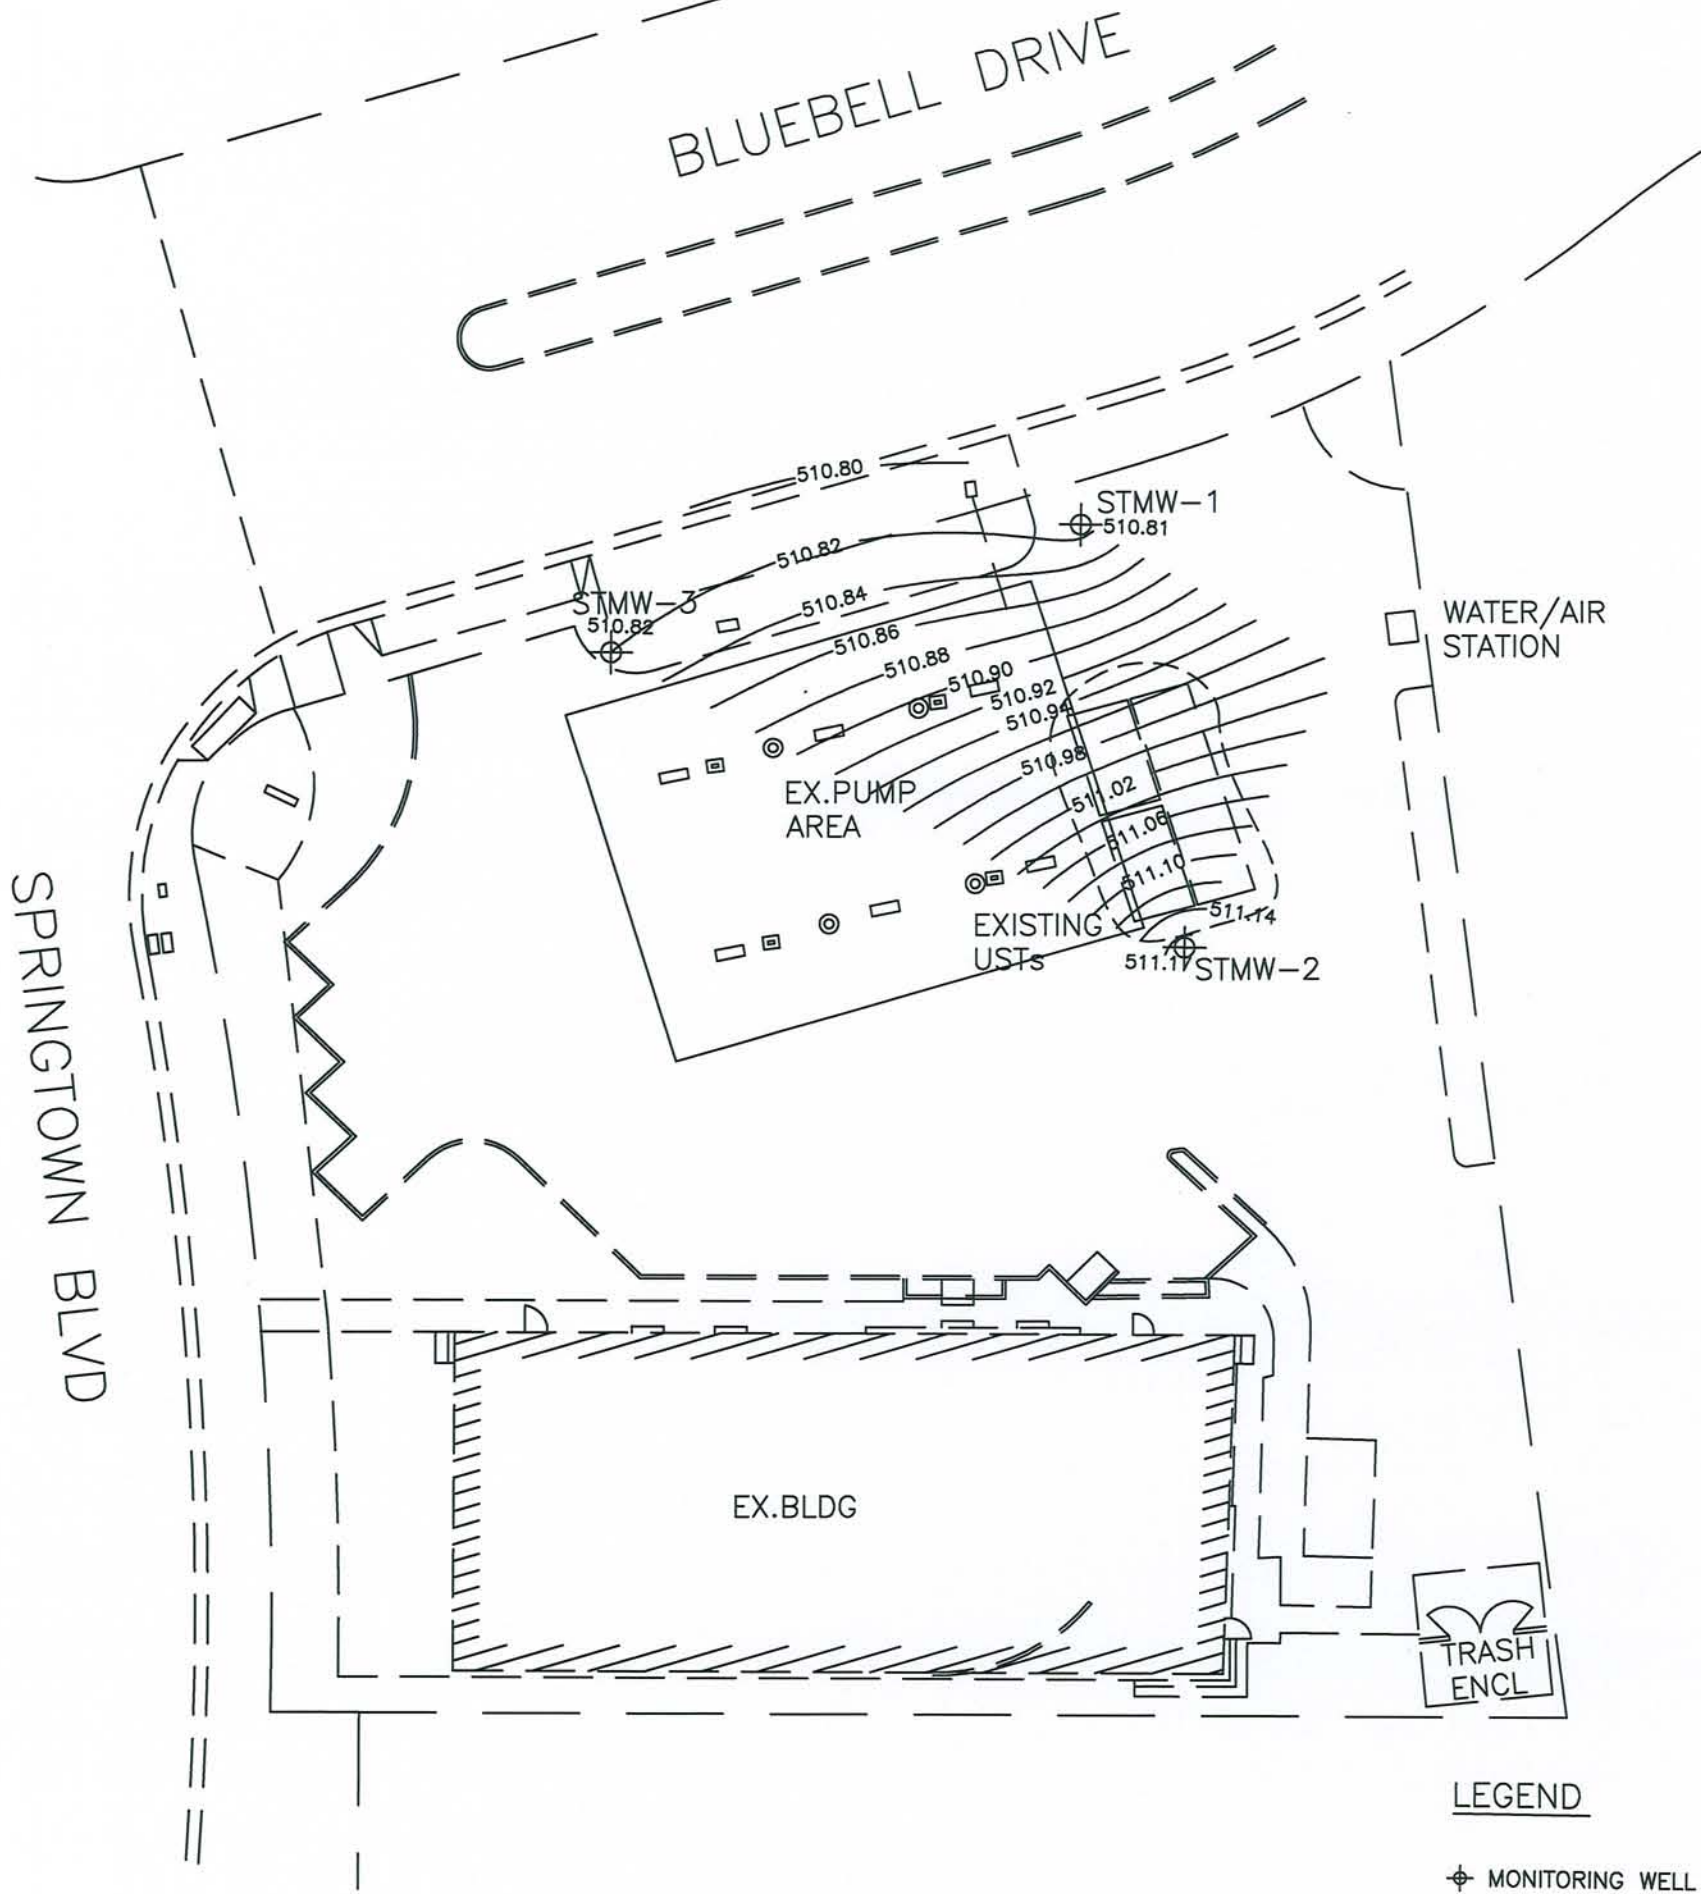 BLUEBELL DRIVE
510.80
STMW-1
510.81
510.82
STMW-3
510.82
510.84
510.86
510.88
510.90
510.92
510.94
510.98
511.02
511.06
511.10
511.14
511.17
STMW-2
WATER/AIR
STATION
EX.PUMP
AREA
EXISTING
USTs
SPRINGTOWN BLVD
EX.BLDG
TRASH
ENCL
LEGEND
MONITORING WELL